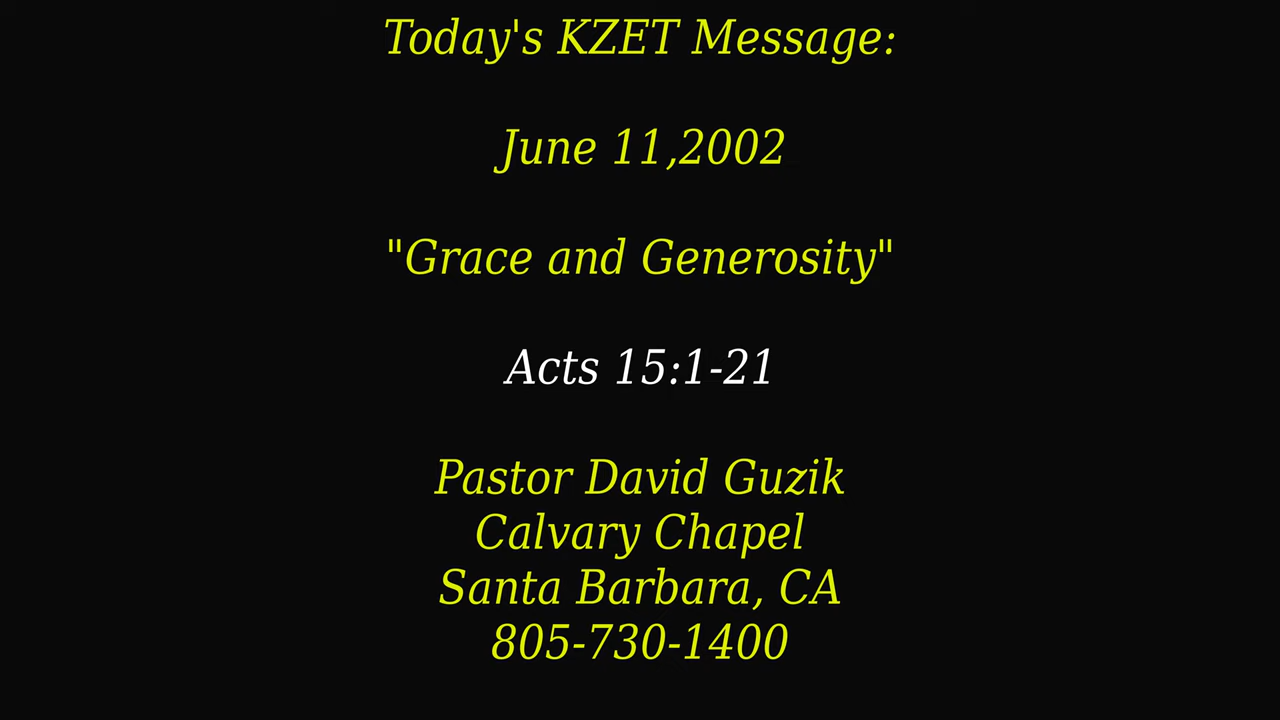 Today's KZET Message:
June 11,2002
"Grace and Generosity"
Acts 15:1-21
Pastor David Guzik
Calvary Chapel
Santa Barbara, CA
805-730-1400